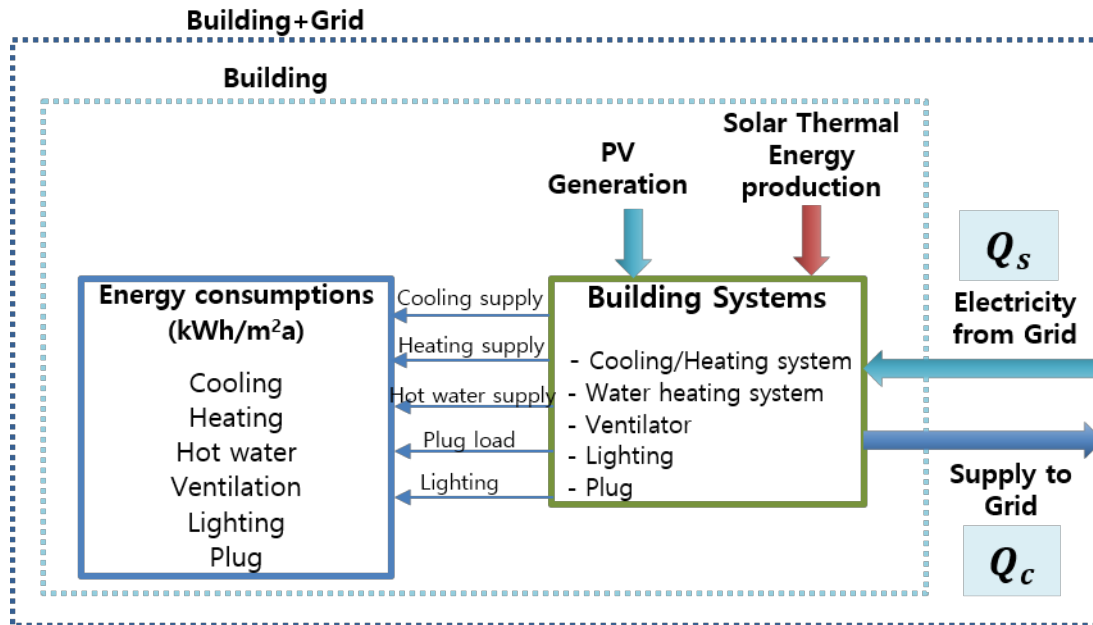 Building+Grid
Building
PV
Generation
Solar Thermal
Energy
production
Energy consumptions
(kWh/m²a)
Cooling
Heating
Hot water
Ventilation
Lighting
Plug
Cooling supply
Heating supply
Hot water supply
Plug load
Lighting
Building Systems
- Cooling/Heating system
- Water heating system
- Ventilator
- Lighting
- Plug
Qs
Electricity
from Grid
Supply to
Grid
Qc